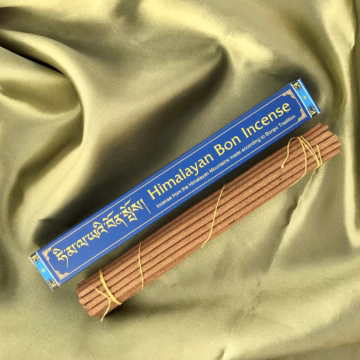 ཧི་མ་ལ་ཡའི་བོན་སྤོས།
Himalayan Bon Incense
Incense from the Himalayan Mountains made according to Bonpo Tradition